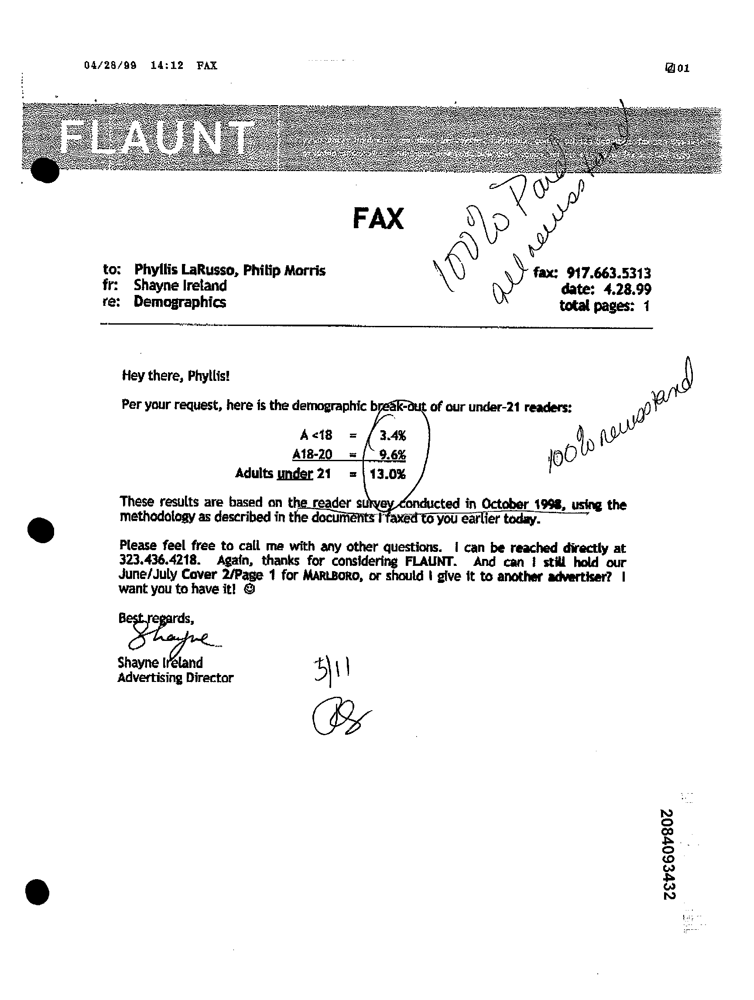 04/28/99 14:12 FAX
01
FLAUNT
100% Paid
all newsstand
FAX
to: Phyllis LaRusso, Philip Morris
fr: Shayne Ireland
re: Demographics
fax: 917.663.5313
date: 4.28.99
total pages: 1
Hey there, Phyllis!
Per your request, here is the demographic break-out of our under-21 readers:
100% newsstand
A <18 = 3.4%
A18-20 = 9.6%
Adults under 21 = 13.0%
These results are based on the reader survey conducted in October 1998, using the
methodology as described in the documents I faxed to you earlier today.
Please feel free to call me with any other questions. I can be reached directly at
323.436.4218. Again, thanks for considering FLAUNT. And can I still hold our
June/July Cover 2/Page 1 for MARLBORO, or should I give it to another advertiser? I
want you to have it! ☺
Best regards,
Shayne
Shayne Ireland
Advertising Director
5/11
2084093432